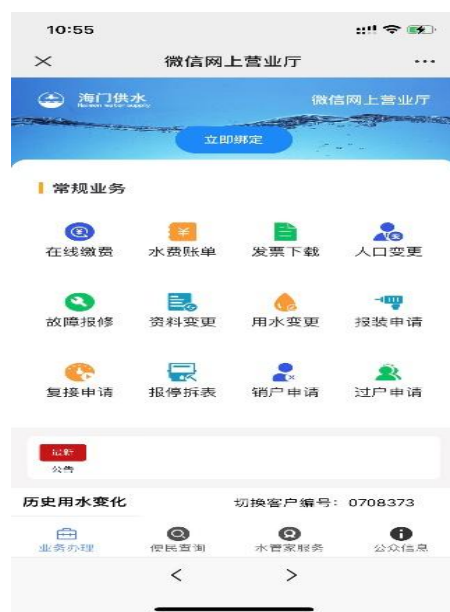 10:55
微信网上营业厅
海门供水
微信网上营业厅
立即绑定
常规业务
在线缴费 水费账单 发票下载 人口变更
故障报修 资料变更 用水变更 报装申请
复接申请 报停拆表 销户申请 过户申请
最新
公告
历史用水变化 切换客户编号：0708373
业务办理 便民查询 水管家服务 公众信息